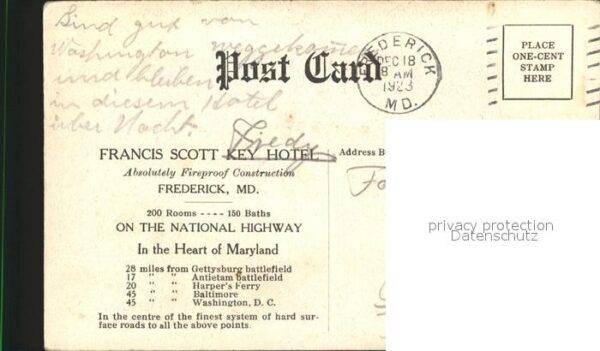 Sind gut von
Washington weggekommen
und bleiben
in diesem Hotel
über Nacht.
Fredy
Post Card
FREDERICK
DEC 18
8 AM
1923
MD.
PLACE
ONE-CENT
STAMP
HERE
FRANCIS SCOTT KEY HOTEL
Absolutely Fireproof Construction
FREDERICK, MD.
200 Rooms ---- 150 Baths
ON THE NATIONAL HIGHWAY
In the Heart of Maryland
28 miles from Gettysburg battlefield
17 " " Antietam battlefield
20 " " Harper's Ferry
45 " " Baltimore
45 " " Washington, D. C.
In the centre of the finest system of hard sur-
face roads to all the above points.
Address B
privacy protection
Datenschutz